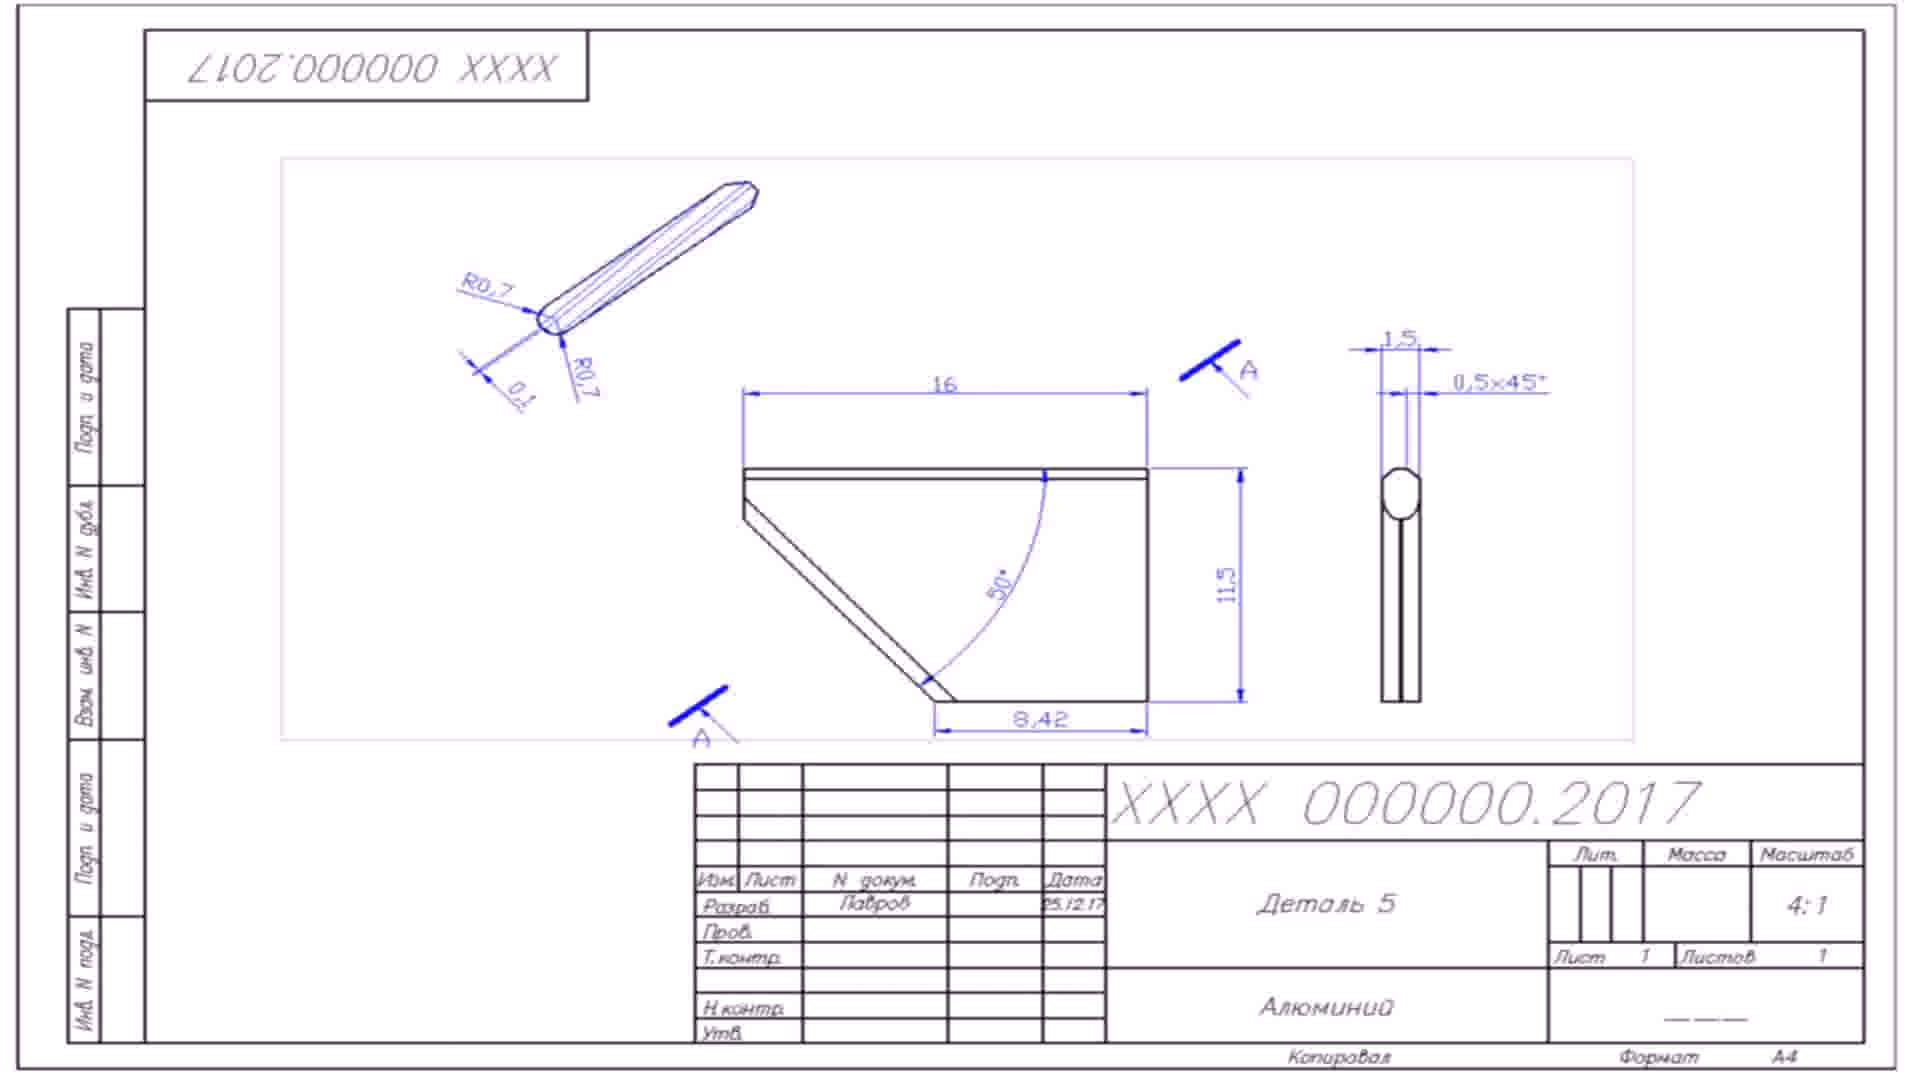 XXXX 000000.2017
R0,7
R0,7
0,1
16
А
1,5
0,5×45°
50°
11,5
8,42
А
Подп. и дата
Инв. N дубл.
Взам. инв. N
Подп. и дата
Инв. N подл.
XXXX 000000.2017
Лит. Масса Масштаб
Изм. Лист N докум. Подп. Дата
Разраб. Лавров 25.12.17
Деталь 5
4:1
Пров.
Т.контр.
Лист 1 Листов 1
Н.контр.
Алюминий
Утв.
Копировал Формат А4